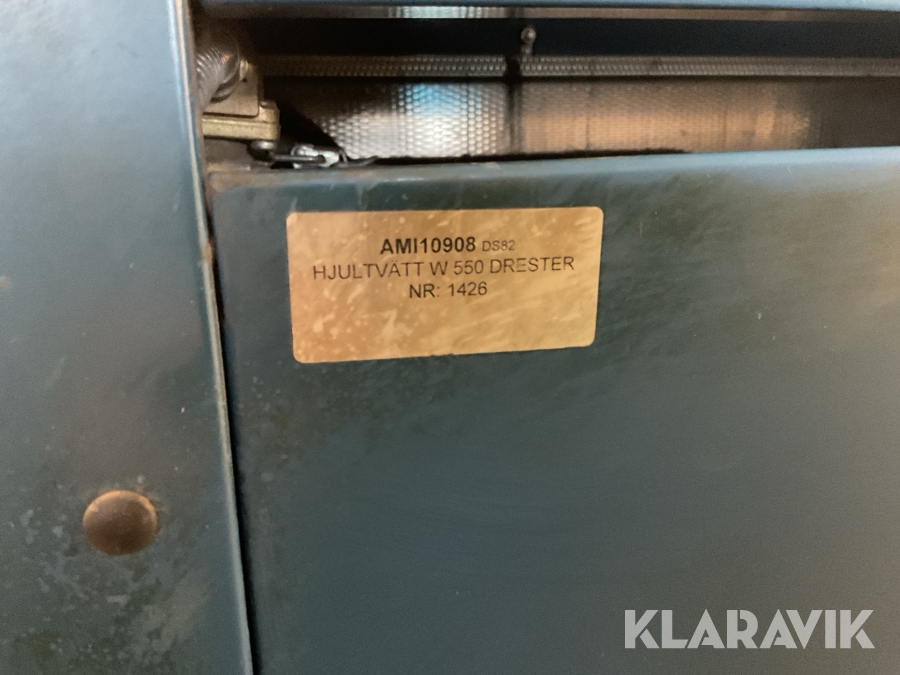 AMI10908 DS82
HJULTVÄTT W 550 DRESTER
NR: 1426
KLARAVIK